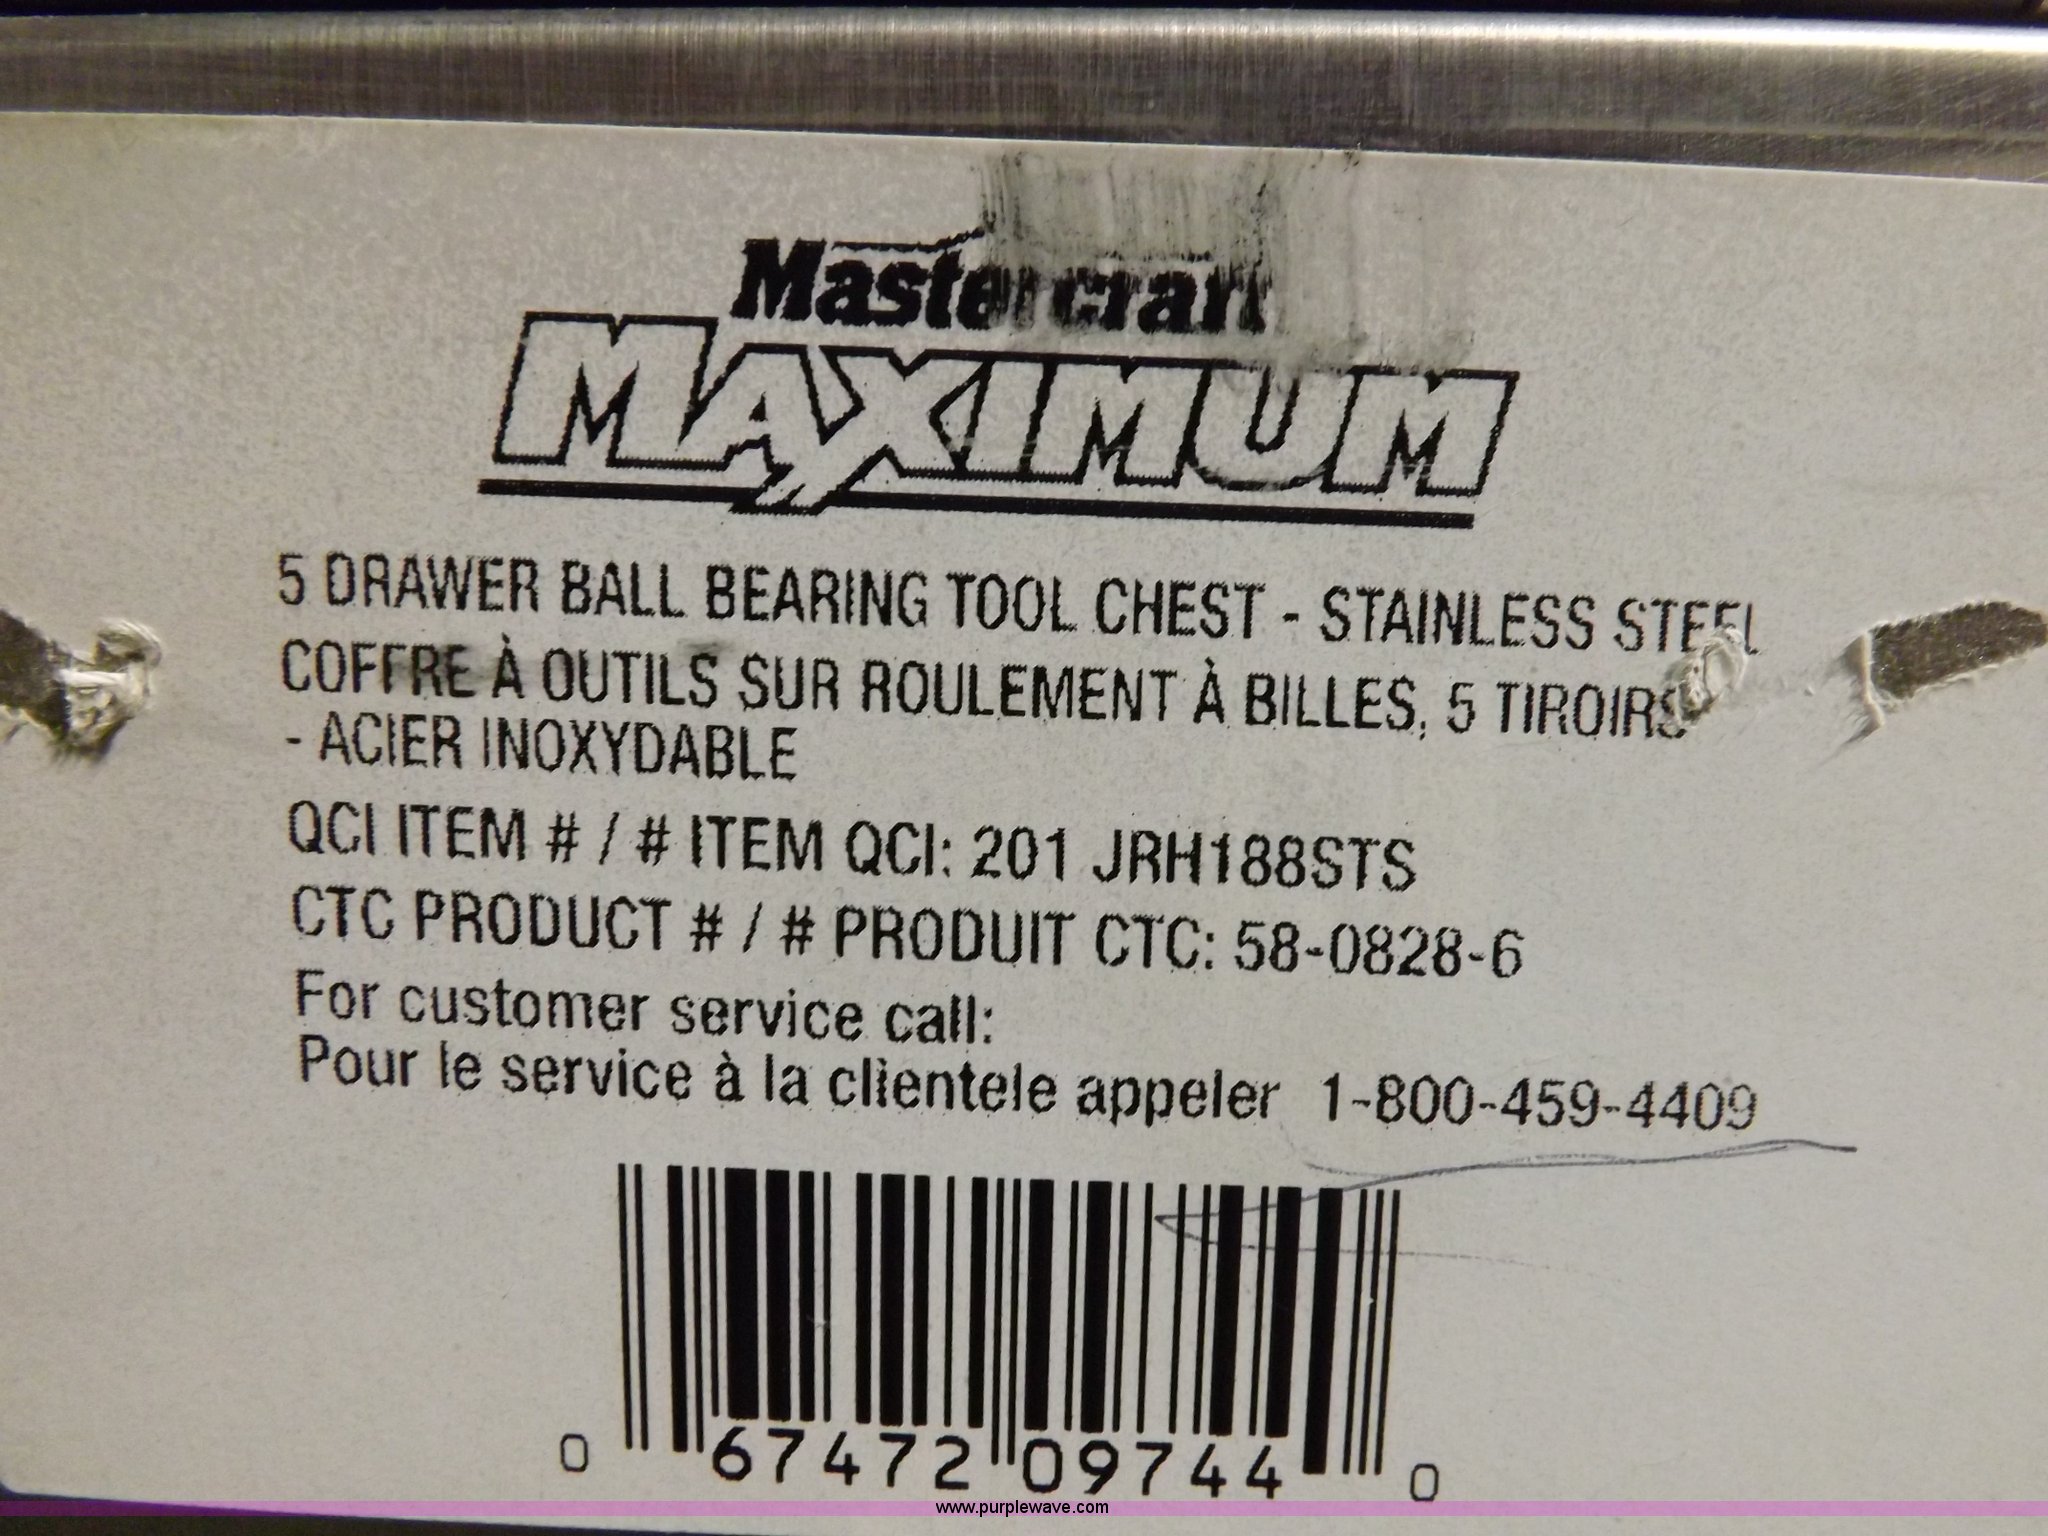 Mastercraft
MAXIMUM
5 DRAWER BALL BEARING TOOL CHEST - STAINLESS STEEL
COFFRE À OUTILS SUR ROULEMENT À BILLES, 5 TIROIRS
- ACIER INOXYDABLE
QCI ITEM # / # ITEM QCI: 201 JRH188STS
CTC PRODUCT # / # PRODUIT CTC: 58-0828-6
For customer service call:
Pour le service à la clientele appeler 1-800-459-4409
0 67472 09744 0
www.purplewave.com